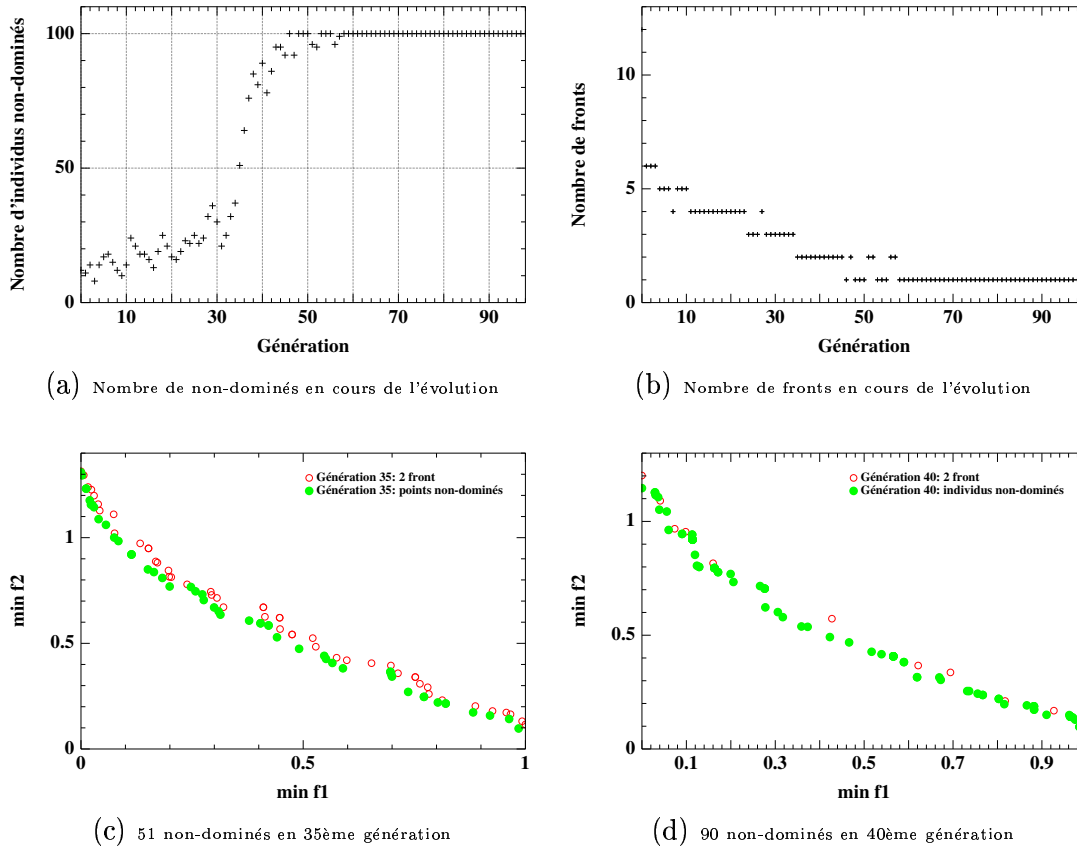 100
50
0
Nombre d'individus non-dominés
10 30 50 70 90
Génération
(a) Nombre de non-dominés en cours de l'évolution
10
5
0
Nombre de fronts
10 30 50 70 90
Génération
(b) Nombre de fronts en cours de l'évolution
Génération 35: 2 front
Génération 35: points non-dominés
1
0.5
0
min f2
0 0.5 1
min f1
(c) 51 non-dominés en 35ème génération
Génération 40: 2 front
Génération 40: individus non-dominés
1
0.5
0
min f2
0.1 0.3 0.5 0.7 0.9
min f1
(d) 90 non-dominés en 40ème génération